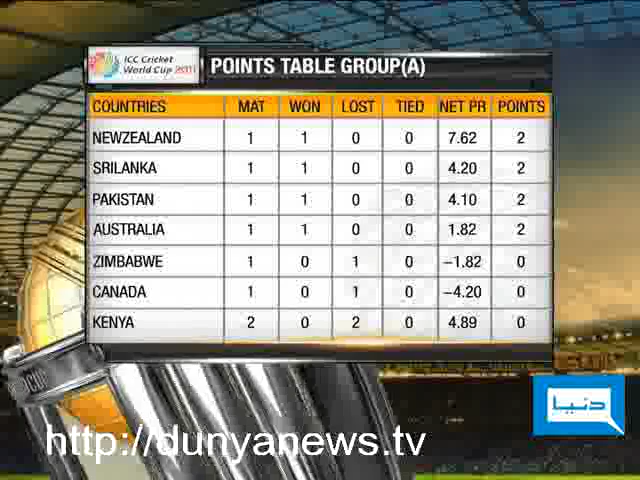 ICC Cricket
World Cup 2011
POINTS TABLE GROUP(A)
COUNTRIES MAT WON LOST TIED NET PR POINTS
NEWZEALAND 1 1 0 0 7.62 2
SRILANKA 1 1 0 0 4.20 2
PAKISTAN 1 1 0 0 4.10 2
AUSTRALIA 1 1 0 0 1.82 2
ZIMBABWE 1 0 1 0 –1.82 0
CANADA 1 0 1 0 –4.20 0
KENYA 2 0 2 0 4.89 0
CUP
دنیا
http://dunyanews.tv